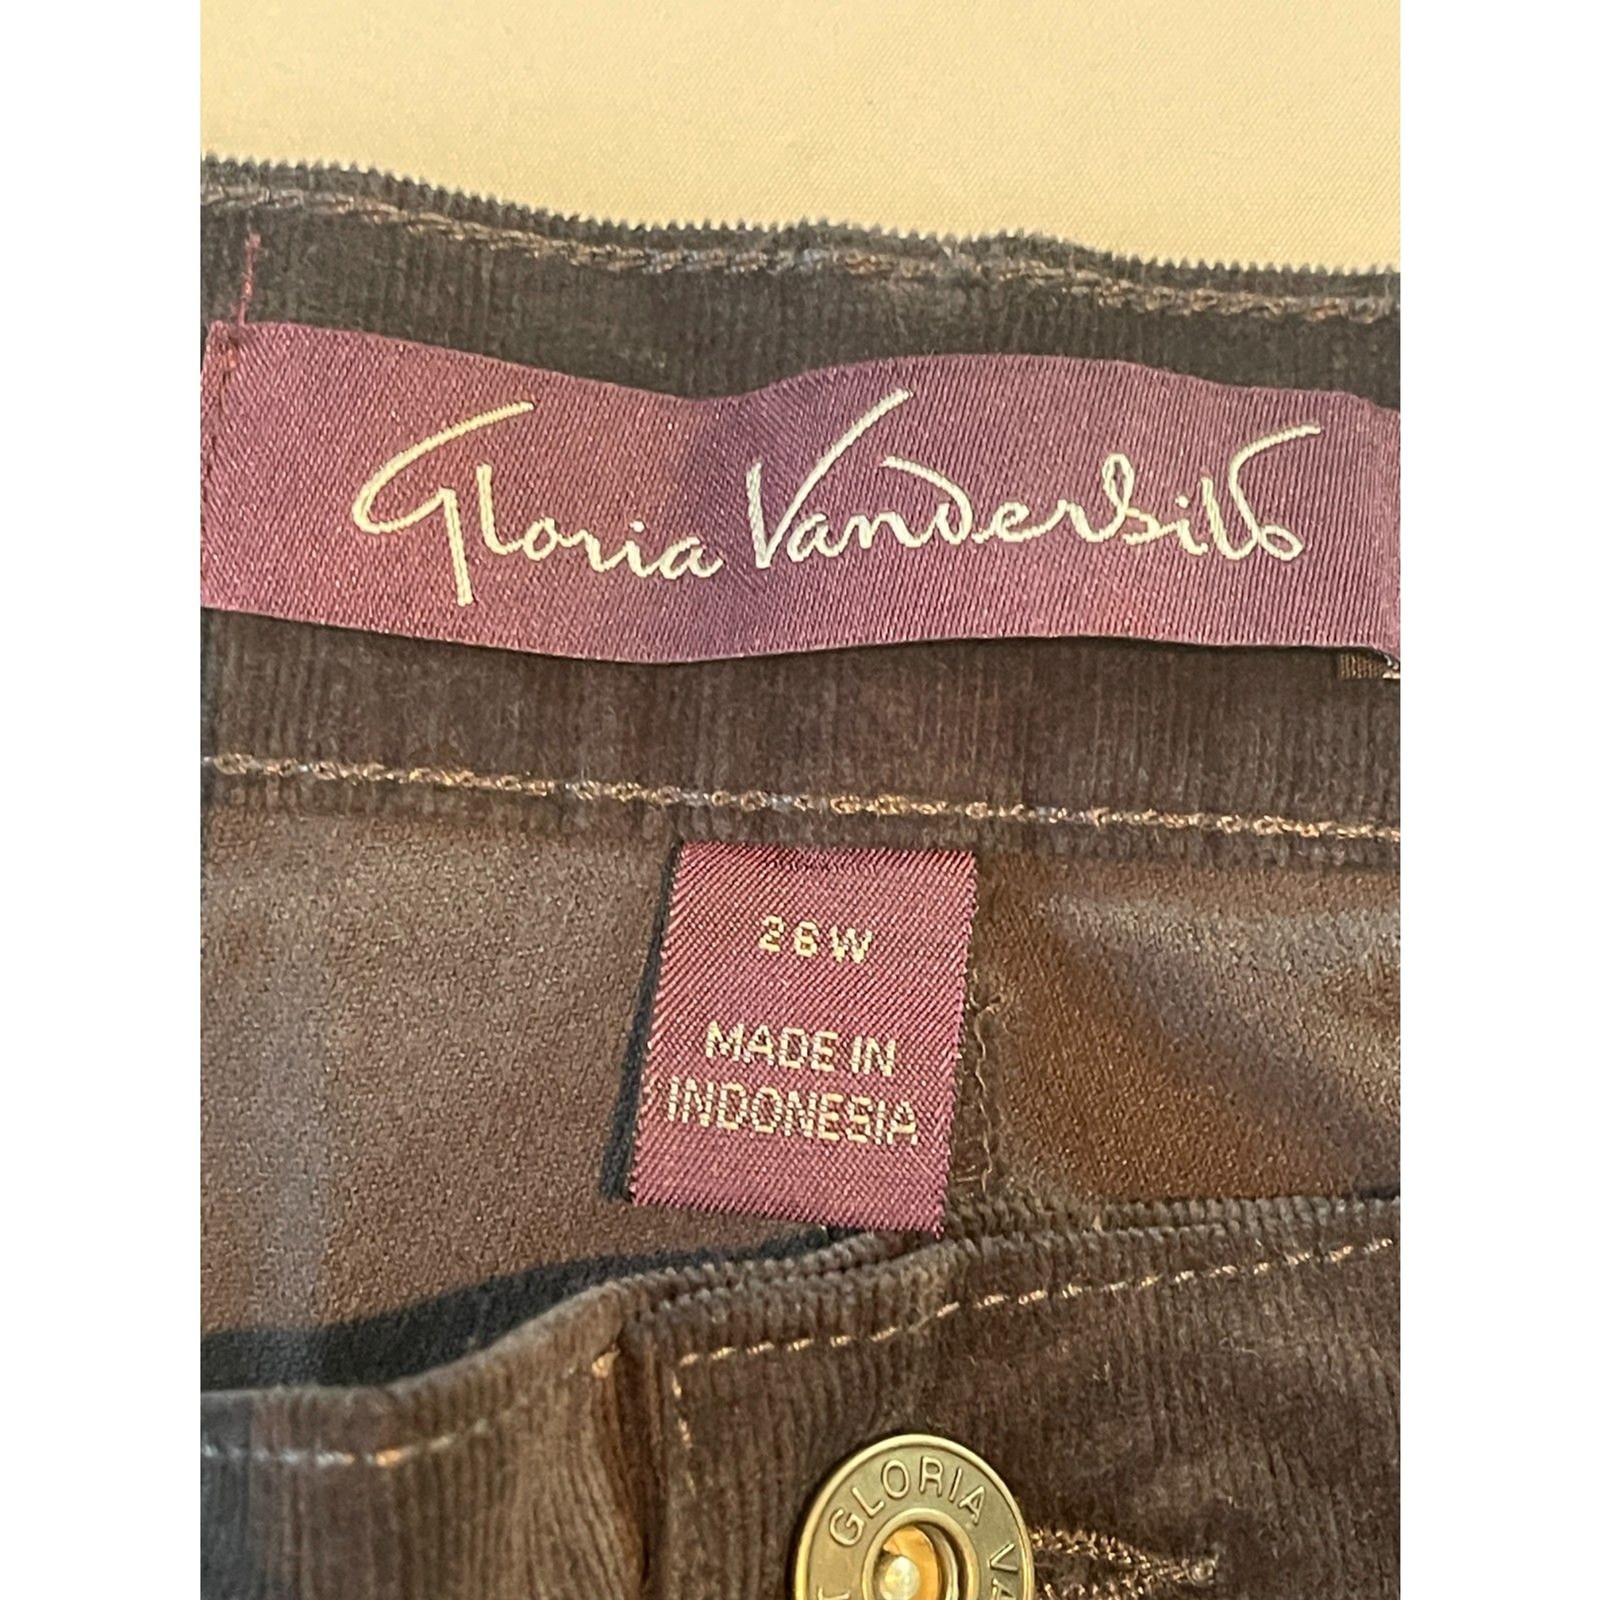 Gloria Vanderbilt
26W
MADE IN
INDONESIA
GLORIA VA